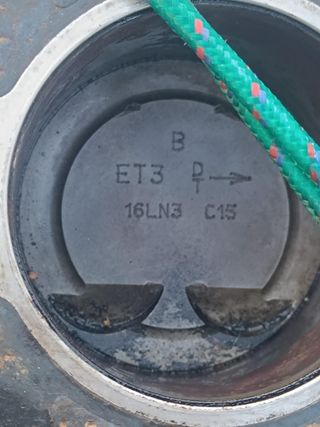 B
ET3 D/T →
16LN3 C15